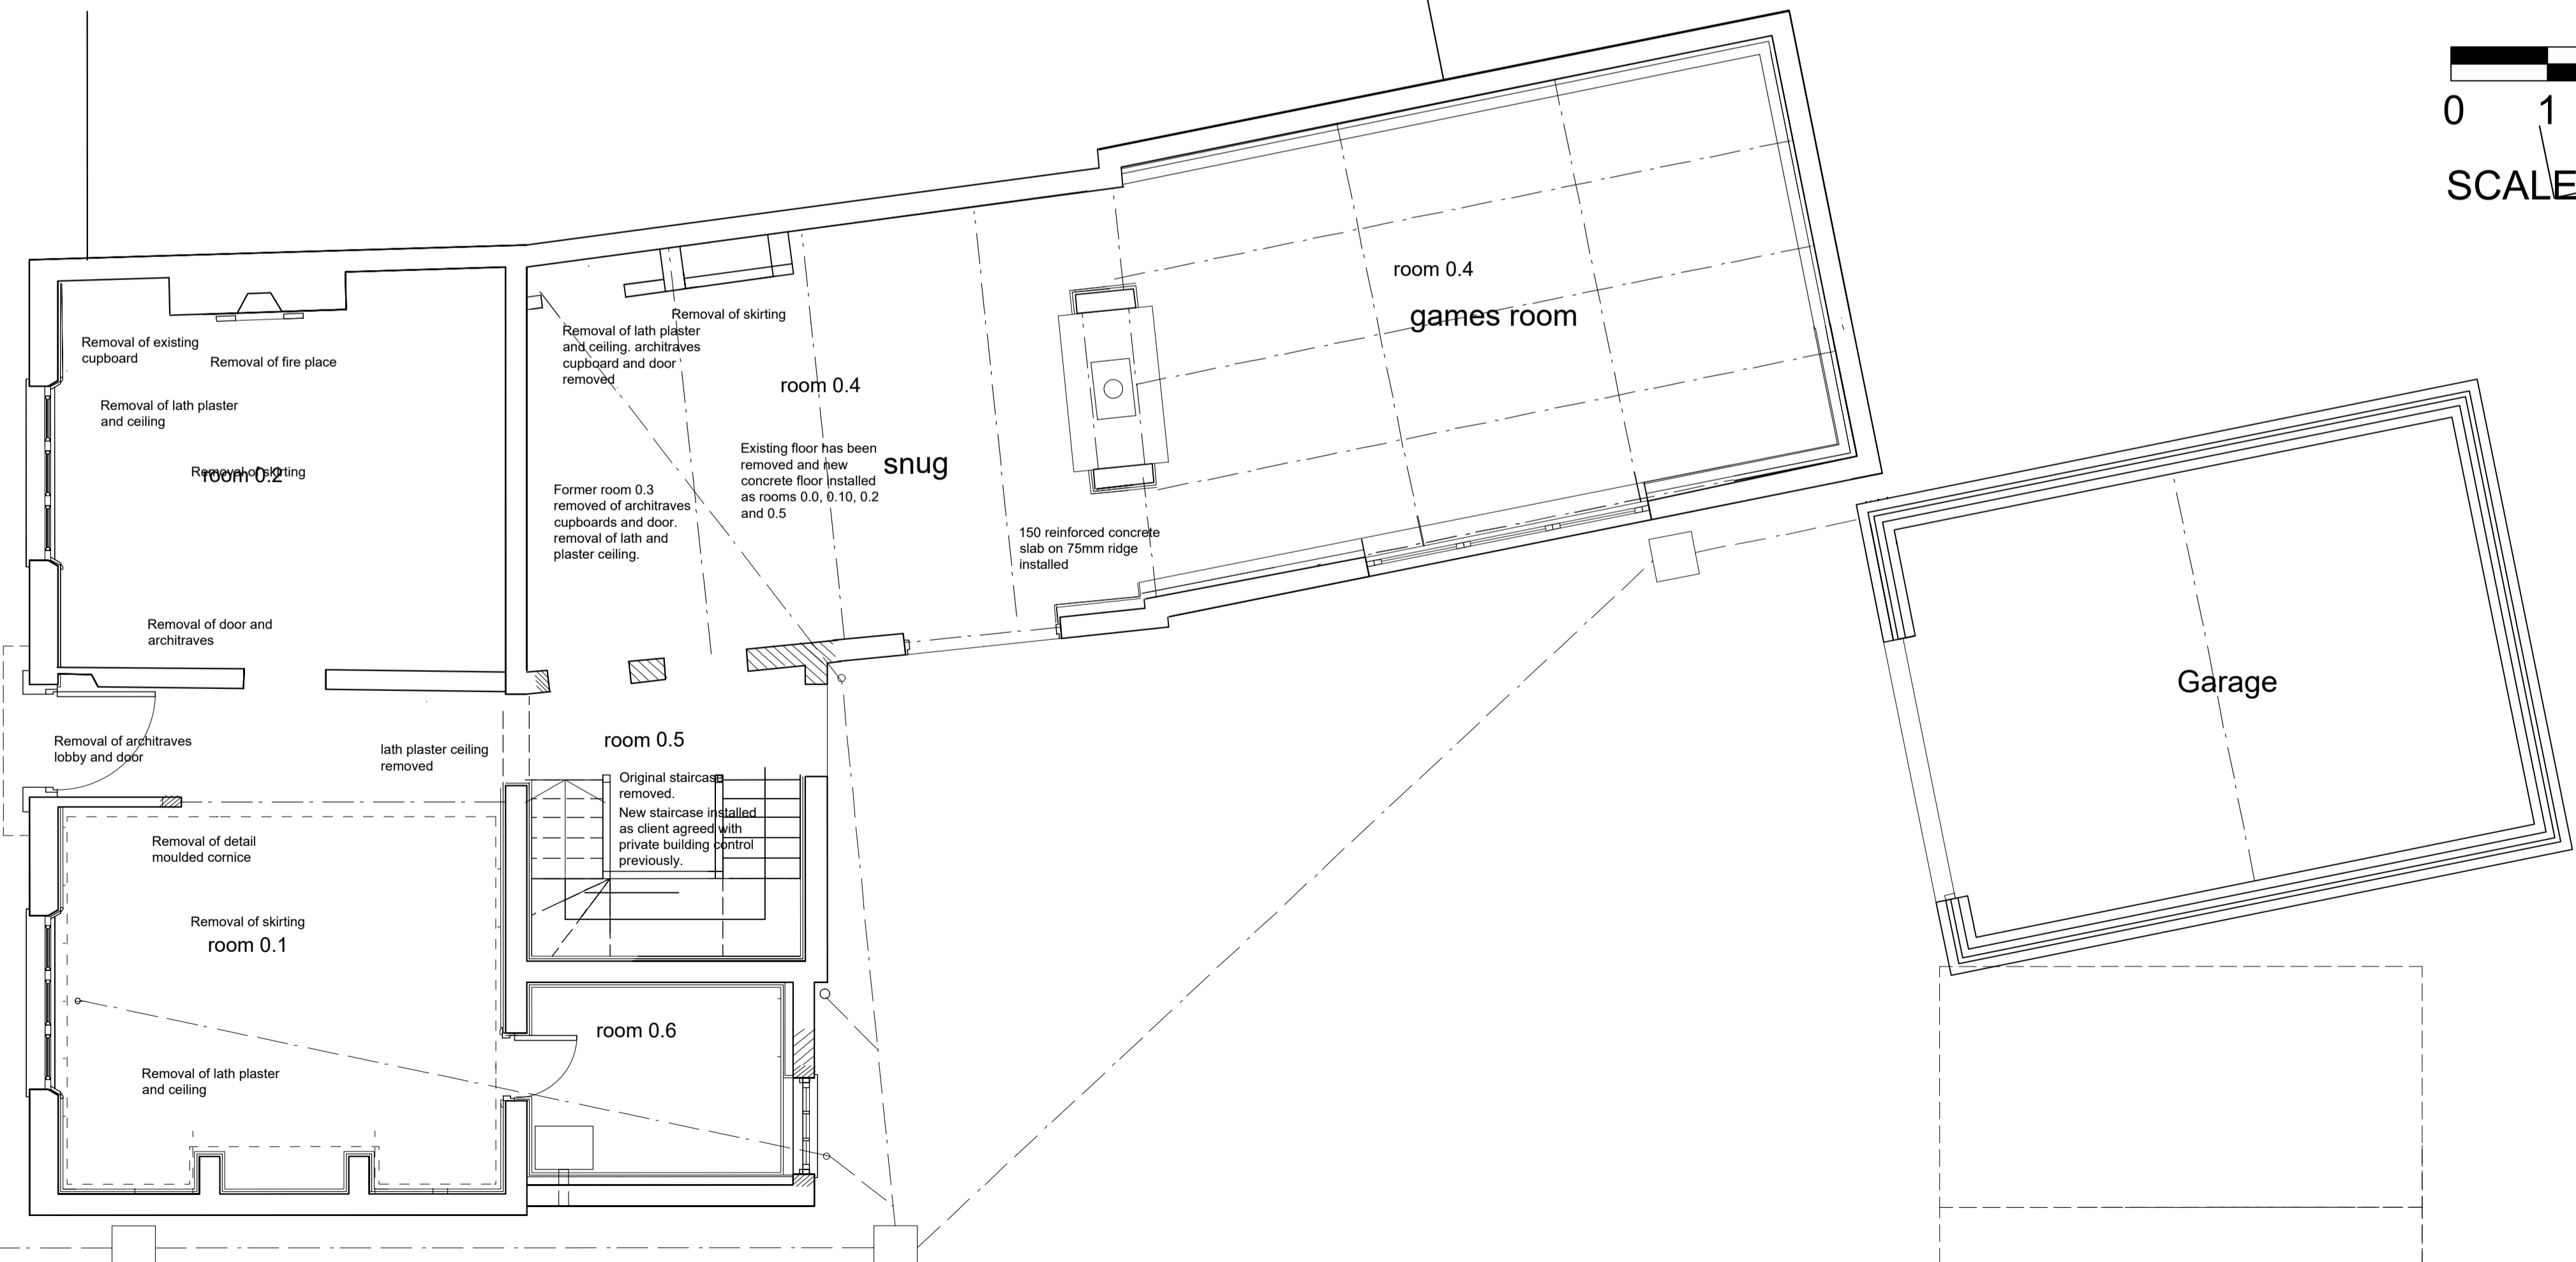 0 1
SCALE
room 0.4
games room
Removal of skirting
Removal of lath plaster
and ceiling. architraves
cupboard and door
removed
Removal of existing
cupboard
Removal of fire place
room 0.4
Removal of lath plaster
and ceiling
Removal of skirting
room 0.2
Existing floor has been
removed and new
concrete floor installed
as rooms 0.0, 0.10, 0.2
and 0.5
snug
Former room 0.3
removed of architraves
cupboards and door.
removal of lath and
plaster ceiling.
150 reinforced concrete
slab on 75mm ridge
installed
Removal of door and
architraves
Garage
Removal of architraves
lobby and door
lath plaster ceiling
removed
room 0.5
Original staircase
removed.
New staircase installed
as client agreed with
private building control
previously.
Removal of detail
moulded cornice
Removal of skirting
room 0.1
room 0.6
Removal of lath plaster
and ceiling